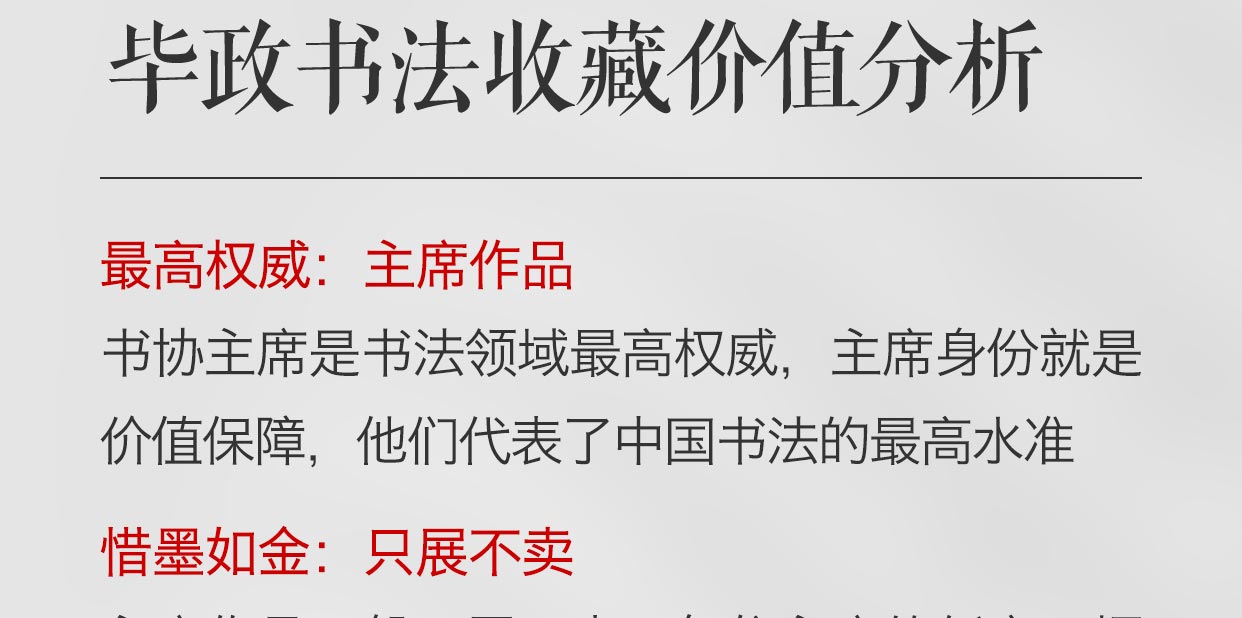 毕政书法收藏价值分析
最高权威：主席作品
书协主席是书法领域最高权威，主席身份就是
价值保障，他们代表了中国书法的最高水准
惜墨如金：只展不卖